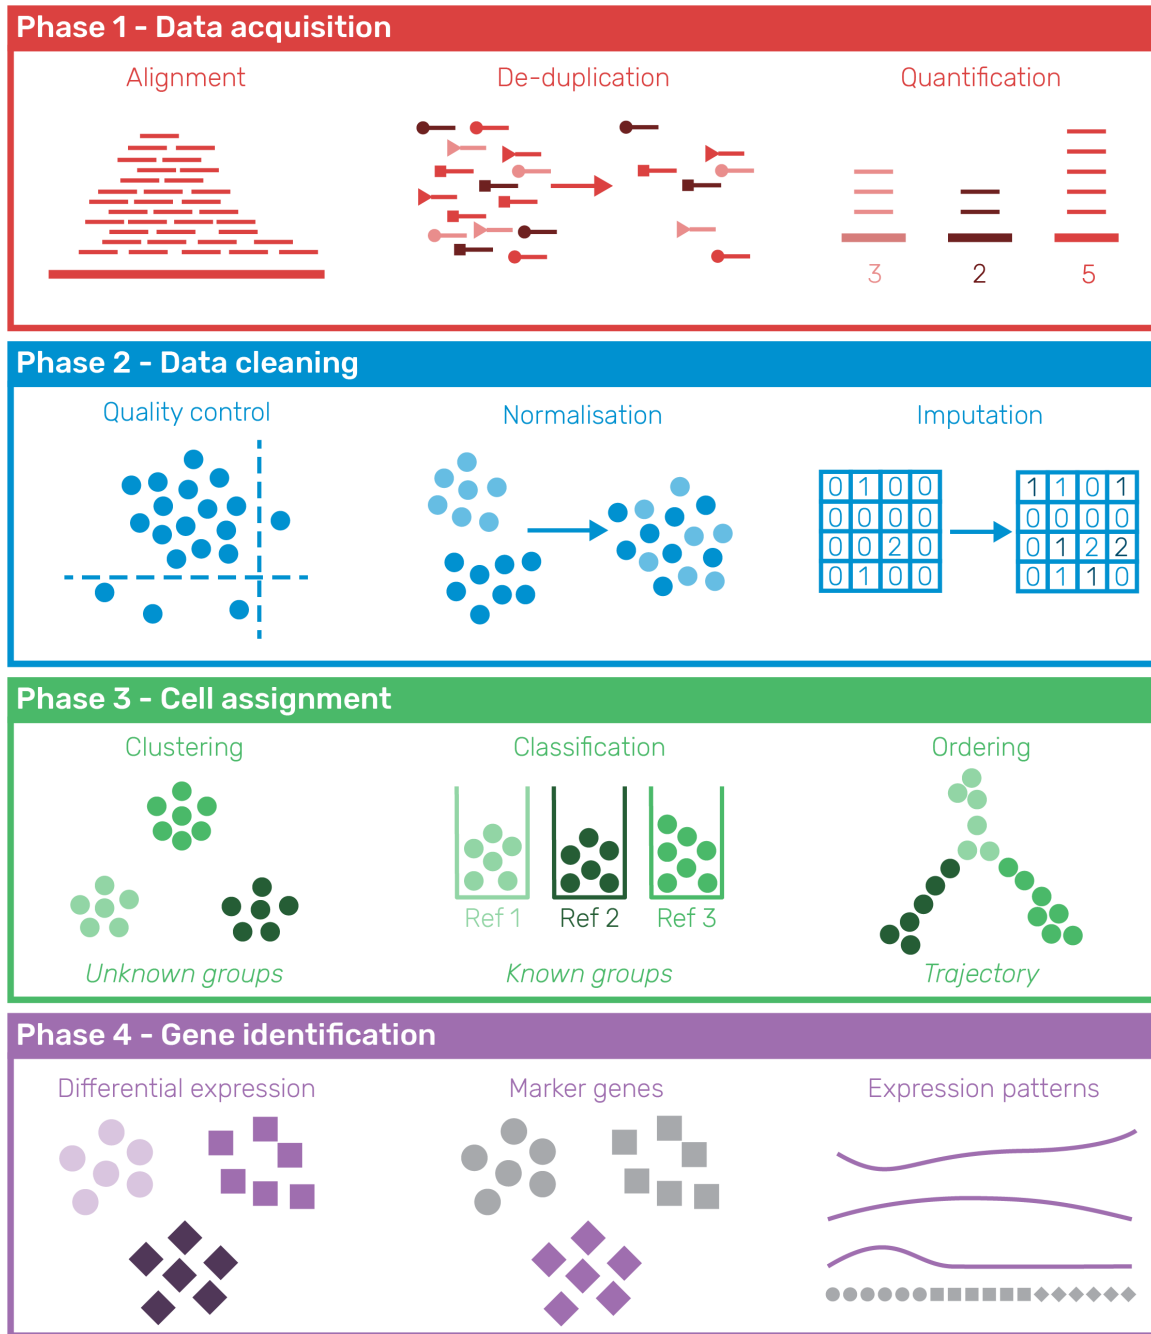 Phase 1 - Data acquisition
Alignment
De-duplication
Quantification
3
2
5
Phase 2 - Data cleaning
Quality control
Normalisation
Imputation
0 1 0 0
0 0 0 0
0 0 2 0
0 1 0 0
1 1 0 1
0 0 0 0
0 1 2 2
0 1 1 0
Phase 3 - Cell assignment
Clustering
Classification
Ordering
Ref 1
Ref 2
Ref 3
Unknown groups
Known groups
Trajectory
Phase 4 - Gene identification
Differential expression
Marker genes
Expression patterns